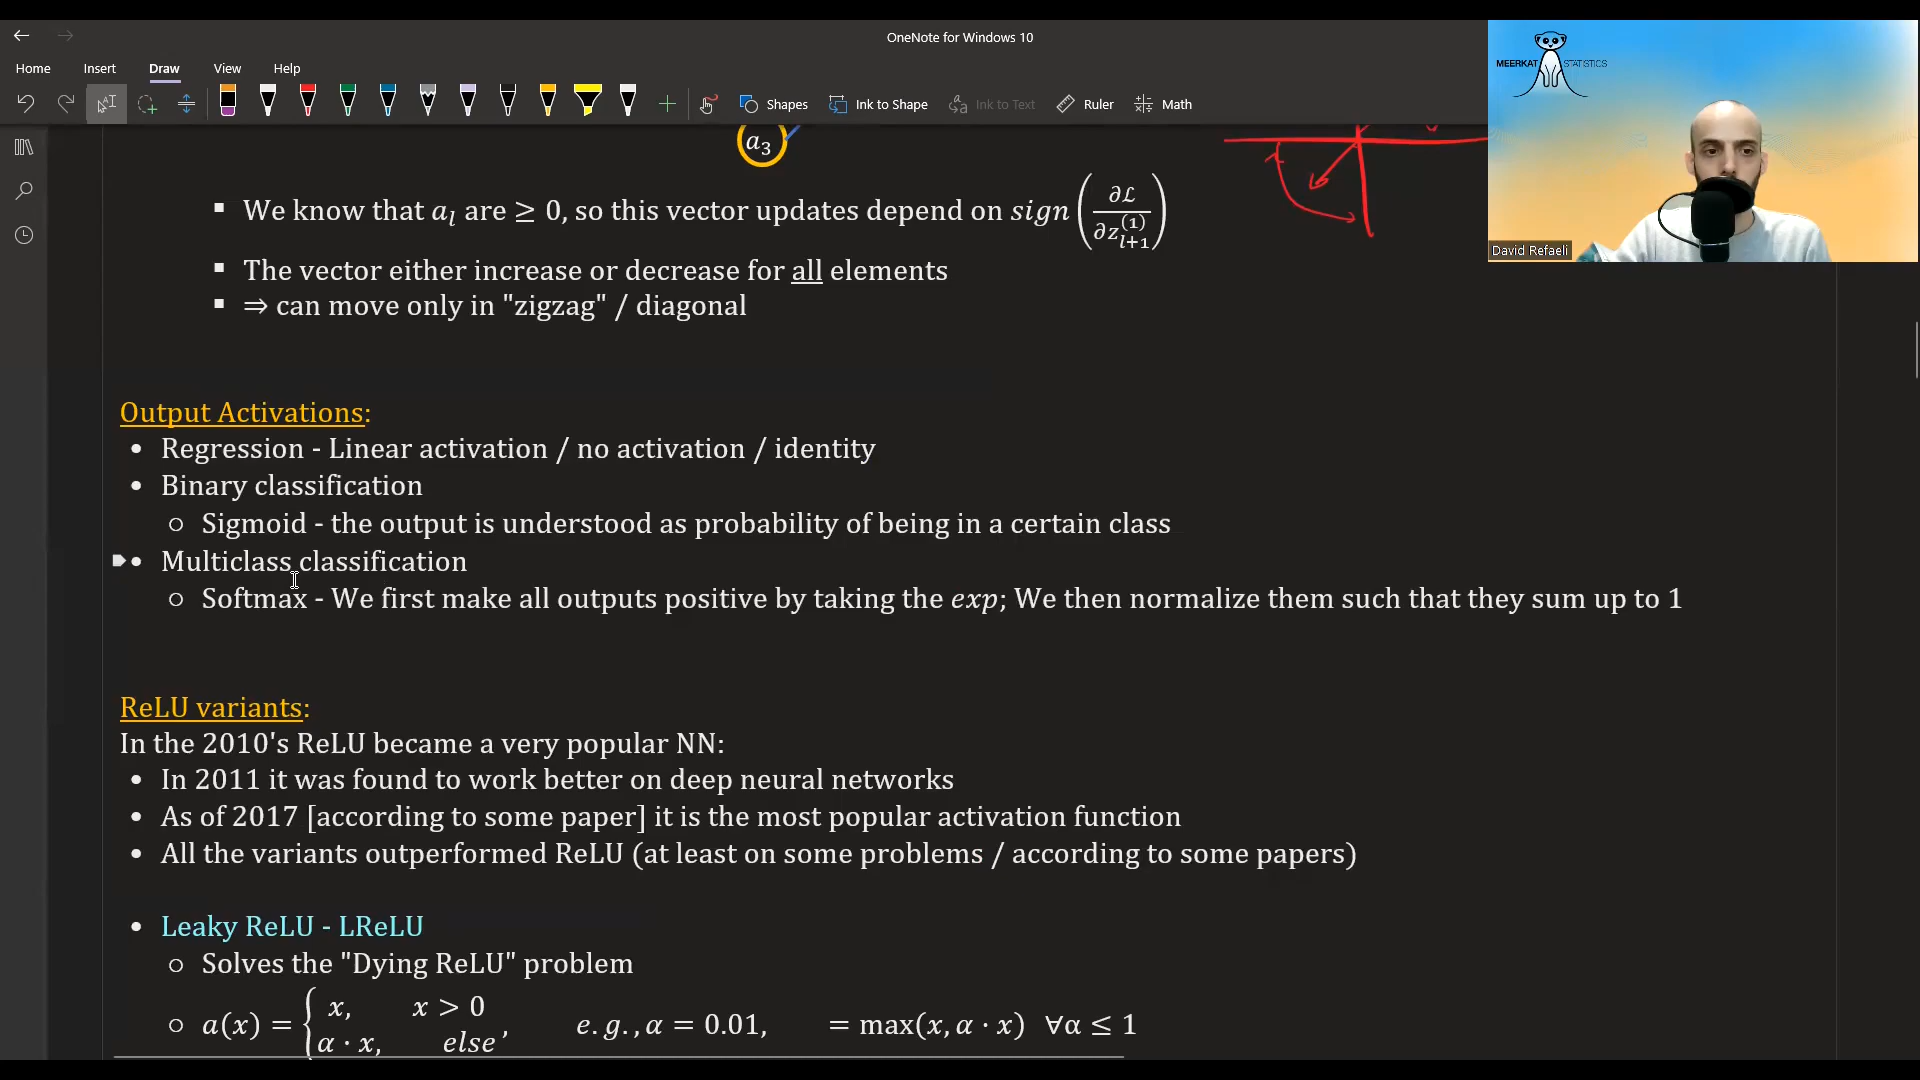 OneNote for Windows 10
MEERKAT STATISTICS
Home Insert Draw View Help
Shapes Ink to Shape Ink to Text Ruler Math
a₃
We know that aₗ are ≥ 0, so this vector updates depend on sign(∂ℒ/∂z⁽¹⁾ₗ₊₁)
David Refaeli
The vector either increase or decrease for all elements
⇒ can move only in "zigzag" / diagonal
Output Activations:
• Regression - Linear activation / no activation / identity
• Binary classification
○ Sigmoid - the output is understood as probability of being in a certain class
• Multiclass classification
○ Softmax - We first make all outputs positive by taking the exp; We then normalize them such that they sum up to 1
ReLU variants:
In the 2010's ReLU became a very popular NN:
• In 2011 it was found to work better on deep neural networks
• As of 2017 [according to some paper] it is the most popular activation function
• All the variants outperformed ReLU (at least on some problems / according to some papers)
• Leaky ReLU - LReLU
○ Solves the "Dying ReLU" problem
○ a(x) = { x, x > 0
α · x, else , e.g., α = 0.01, = max(x, α · x) ∀α ≤ 1